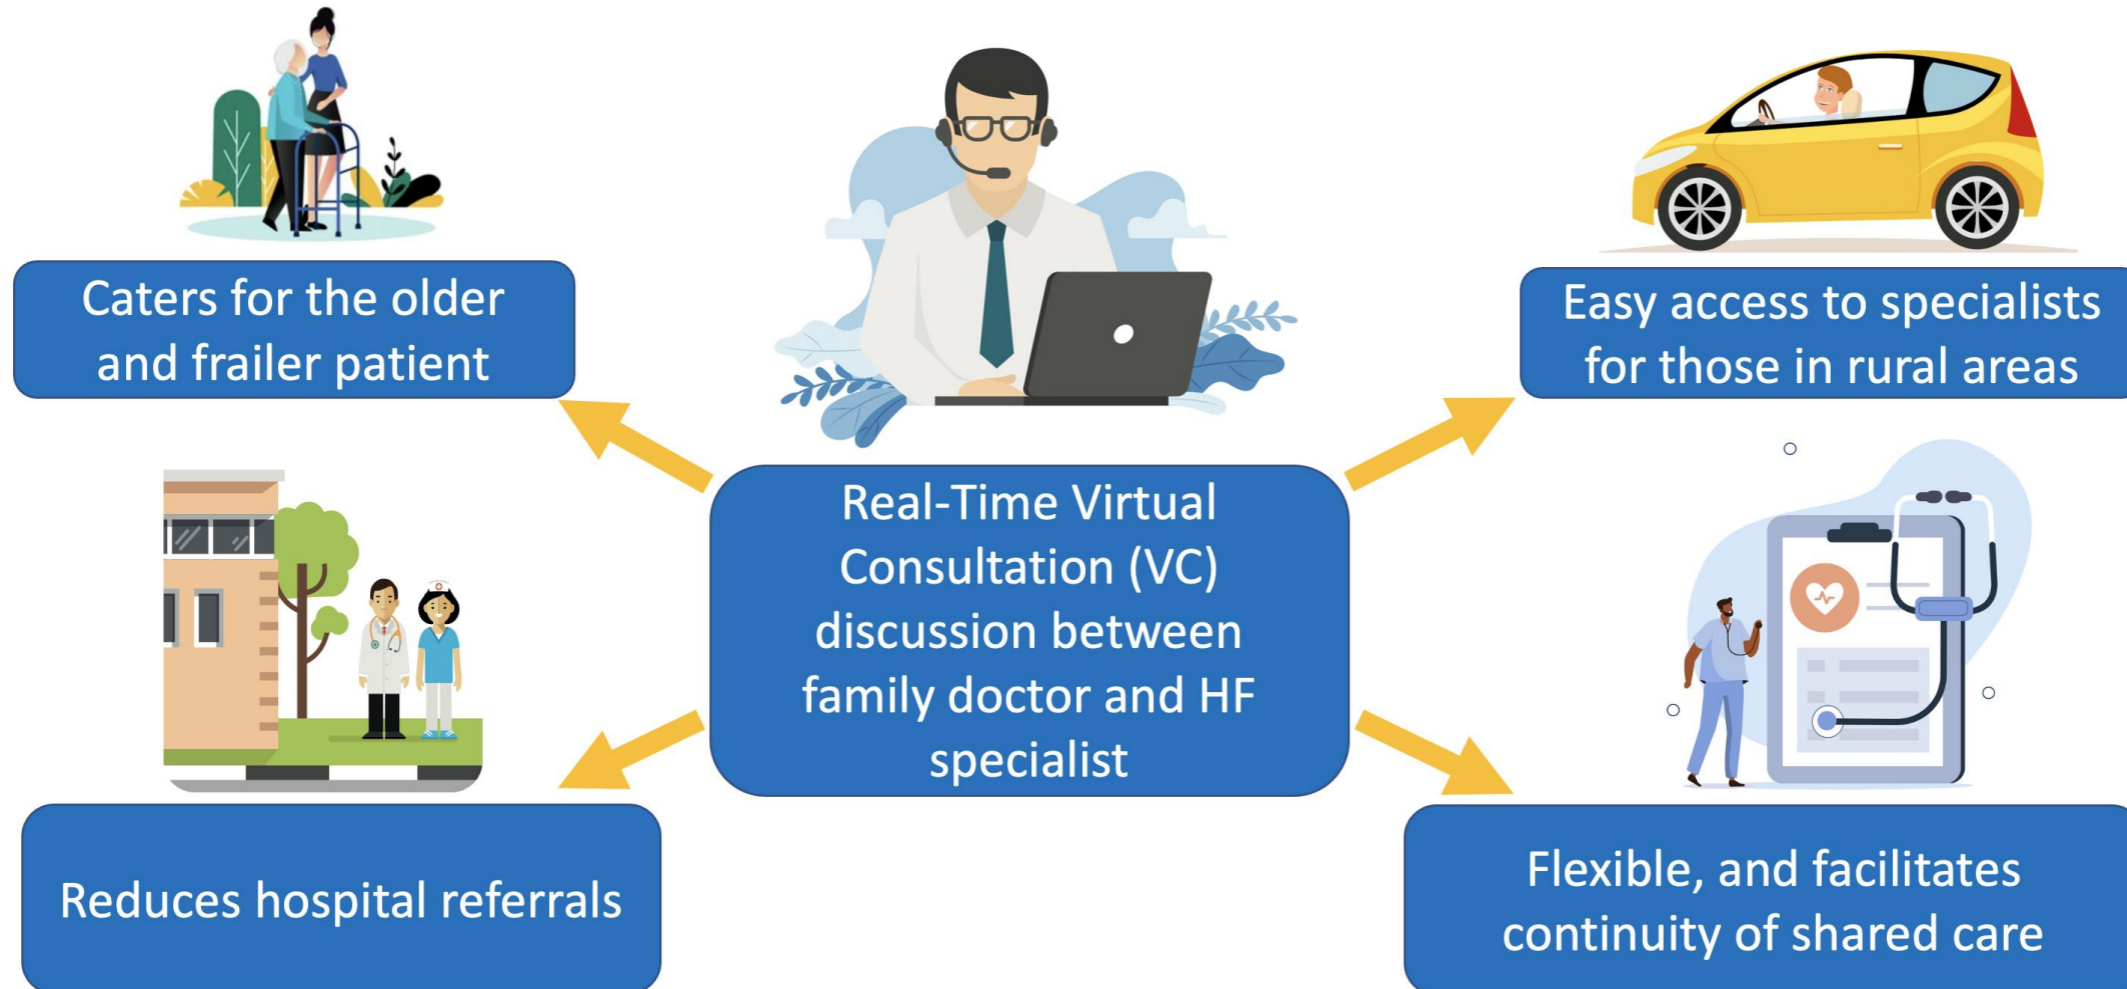 Caters for the older
and frailer patient
Easy access to specialists
for those in rural areas
Real-Time Virtual
Consultation (VC)
discussion between
family doctor and HF
specialist
Reduces hospital referrals
Flexible, and facilitates
continuity of shared care